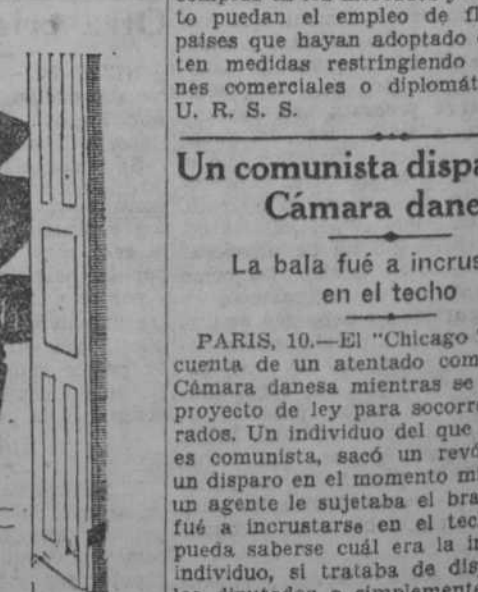 to puedan el empleo de fl
países que hayan adoptado
ten medidas restringiendo
nes comerciales o diplomát
U. R. S. S.
Un comunista dispa
Cámara dane
La bala fué a incrus
en el techo
PARIS, 10.—El "Chicago
cuenta de un atentado com
Cámara danesa mientras se
proyecto de ley para socorr
rados. Un individuo del que
es comunista, sacó un revó
un disparo en el momento m
un agente le sujetaba el bra
fué a incrustarse en el tec
pueda saberse cuál era la i
individuo, si trataba de dis